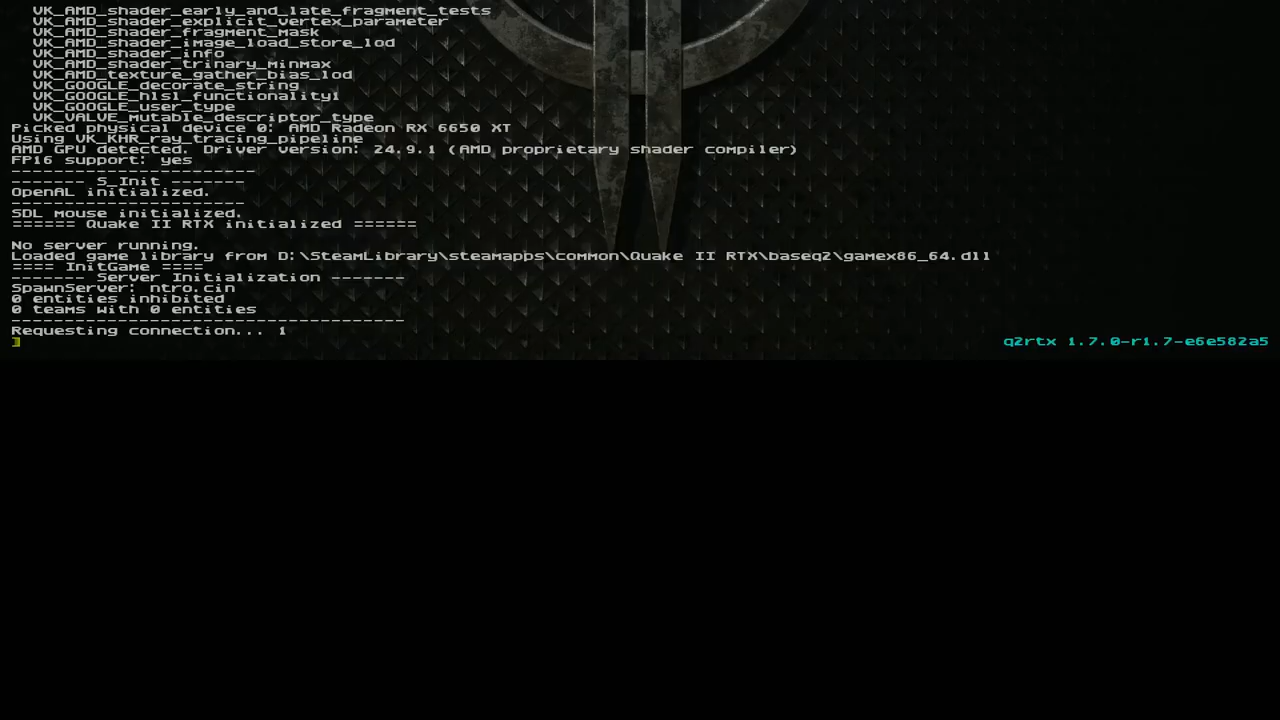 VK_AMD_shader_early_and_late_fragment_tests
VK_AMD_shader_explicit_vertex_parameter
VK_AMD_shader_fragment_mask
VK_AMD_shader_image_load_store_lod
VK_AMD_shader_info
VK_AMD_shader_trinary_minmax
VK_AMD_texture_gather_bias_lod
VK_GOOGLE_decorate_string
VK_GOOGLE_hlsl_functionality1
VK_GOOGLE_user_type
VK_VALVE_mutable_descriptor_type
Picked physical device 0: AMD Radeon RX 6650 XT
Using VK_KHR_ray_tracing_pipeline
AMD GPU detected. Driver version: 24.9.1 (AMD proprietary shader compiler)
FP16 support: yes
-----------------------
------- S_Init -------
OpenAL initialized.
----------------------
SDL mouse initialized.
====== Quake II RTX initialized ======
No server running.
Loaded game library from D:\SteamLibrary\steamapps\common\Quake II RTX\baseq2\gamex86_64.dll
==== InitGame ====
------- Server Initialization -------
SpawnServer: ntro.cin
0 entities inhibited
0 teams with 0 entities
-------------------------------------
Requesting connection... 1
]
q2rtx 1.7.0-r1.7-e6e582a5